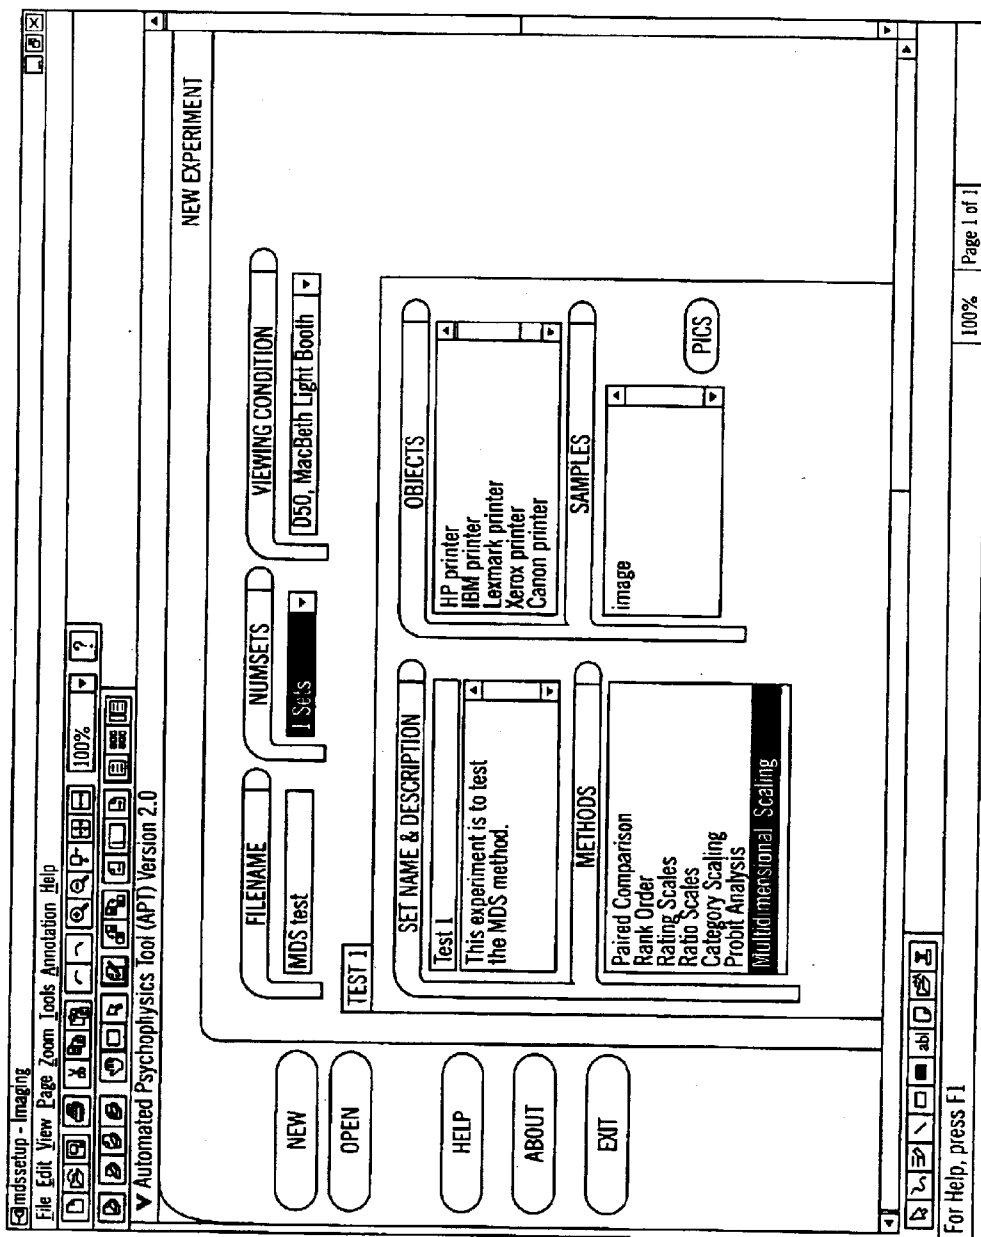 mdssetup - Imaging
File Edit View Page Zoom Tools Annotation Help
100%
?
Automated Psychophysics Tool (APT) Version 2.0
NEW EXPERIMENT
NEW
OPEN
HELP
ABOUT
EXIT
FILENAME
MDS test
NUMSETS
1 Sets
VIEWING CONDITION
D50, MacBeth Light Booth
TEST 1
SET NAME & DESCRIPTION
Test 1
This experiment is to test
the MDS method.
OBJECTS
HP printer
IBM printer
Lexmark printer
Xerox printer
Canon printer
METHODS
Paired Comparison
Rank Order
Rating Scales
Ratio Scales
Category Scaling
Probit Analysis
Multidimensional Scaling
SAMPLES
image
PICS
abl
For Help, press F1
100%
Page 1 of 1